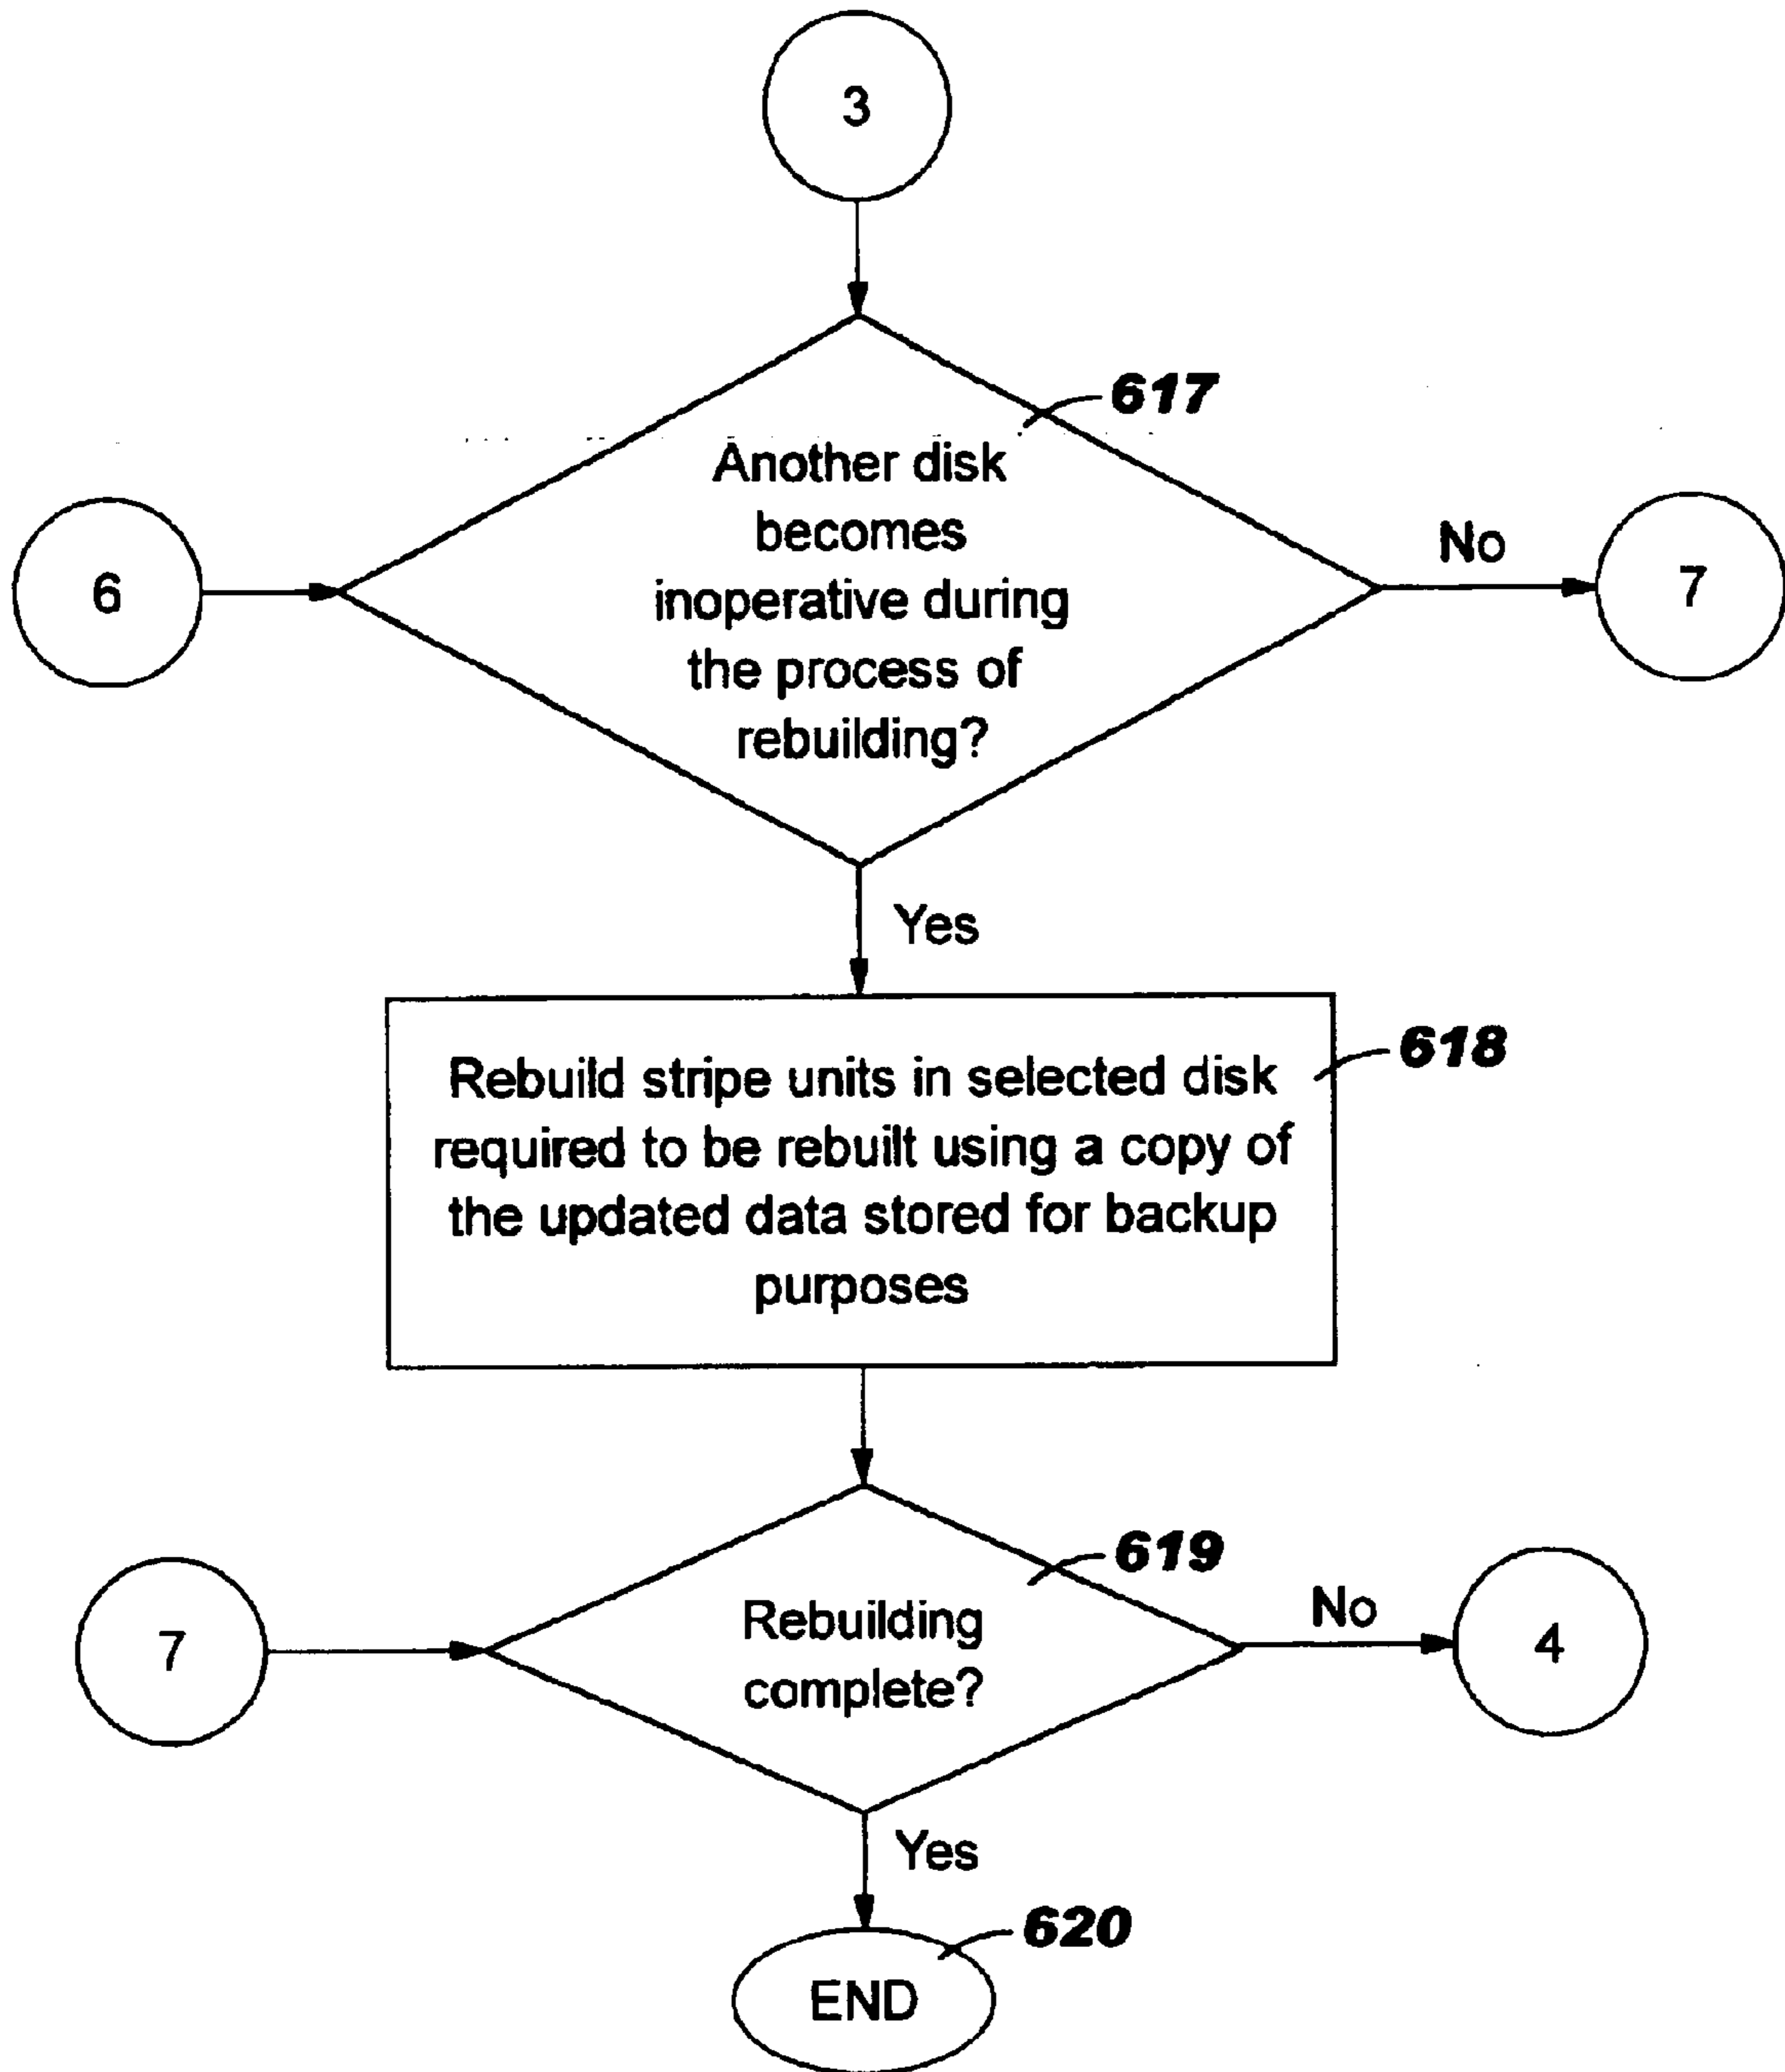 3
617
Another disk
becomes
inoperative during
the process of
rebuilding?
6
No
7
Yes
618
Rebuild stripe units in selected disk
required to be rebuilt using a copy of
the updated data stored for backup
purposes
619
Rebuilding
complete?
7
No
4
Yes
620
END